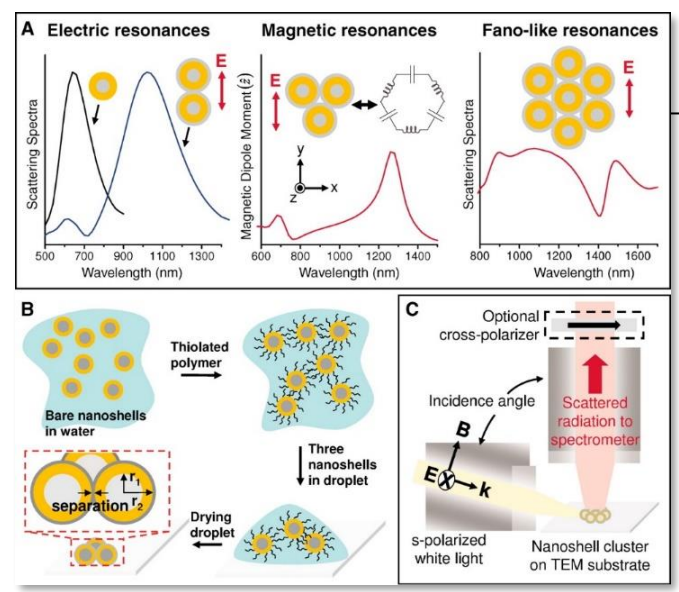 A
Electric resonances
Scattering Spectra
E
500 700 900 1100 1300
Wavelength (nm)
Magnetic resonances
Magnetic Dipole Moment (ẑ)
E
y
z x
600 800 1000 1200 1400
Wavelength (nm)
Fano-like resonances
Scattering Spectra
E
800 1000 1200 1400 1600
Wavelength (nm)
B
Bare nanoshells
in water
Thiolated
polymer
Three
nanoshells
in droplet
Drying
droplet
r1
separation
r2
C
Optional
cross-polarizer
Incidence angle
Scattered
radiation to
spectrometer
B
E
k
s-polarized
white light
Nanoshell cluster
on TEM substrate